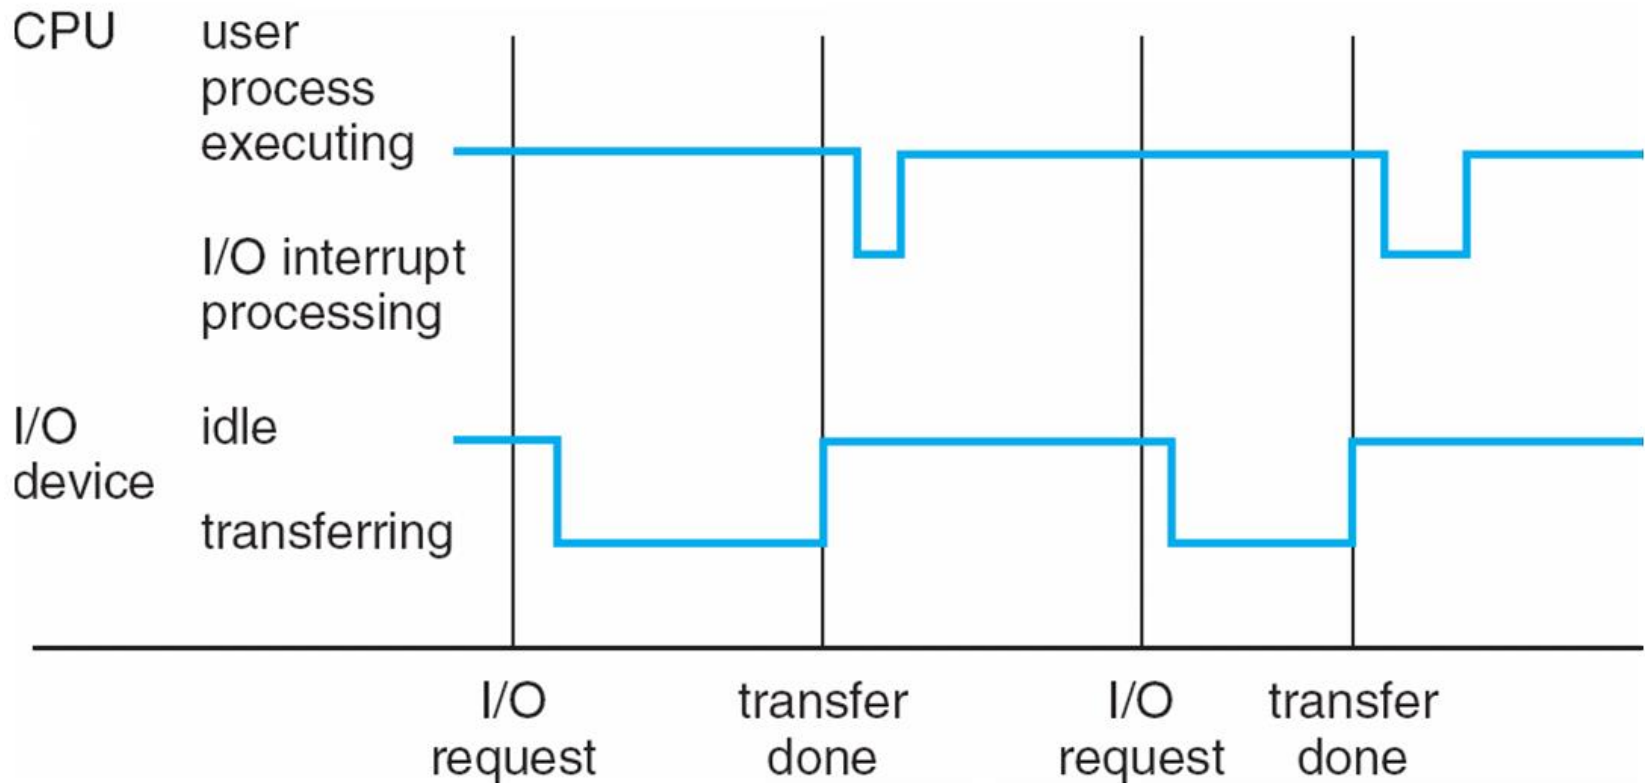 CPU
user
process
executing
I/O interrupt
processing
I/O
device
idle
transferring
I/O
request
transfer
done
I/O
request
transfer
done